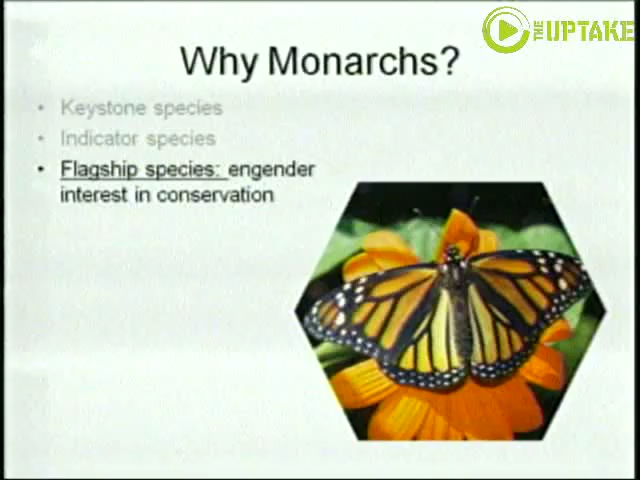 THE UPTAKE
Why Monarchs?
• Keystone species
• Indicator species
• Flagship species: engender
interest in conservation